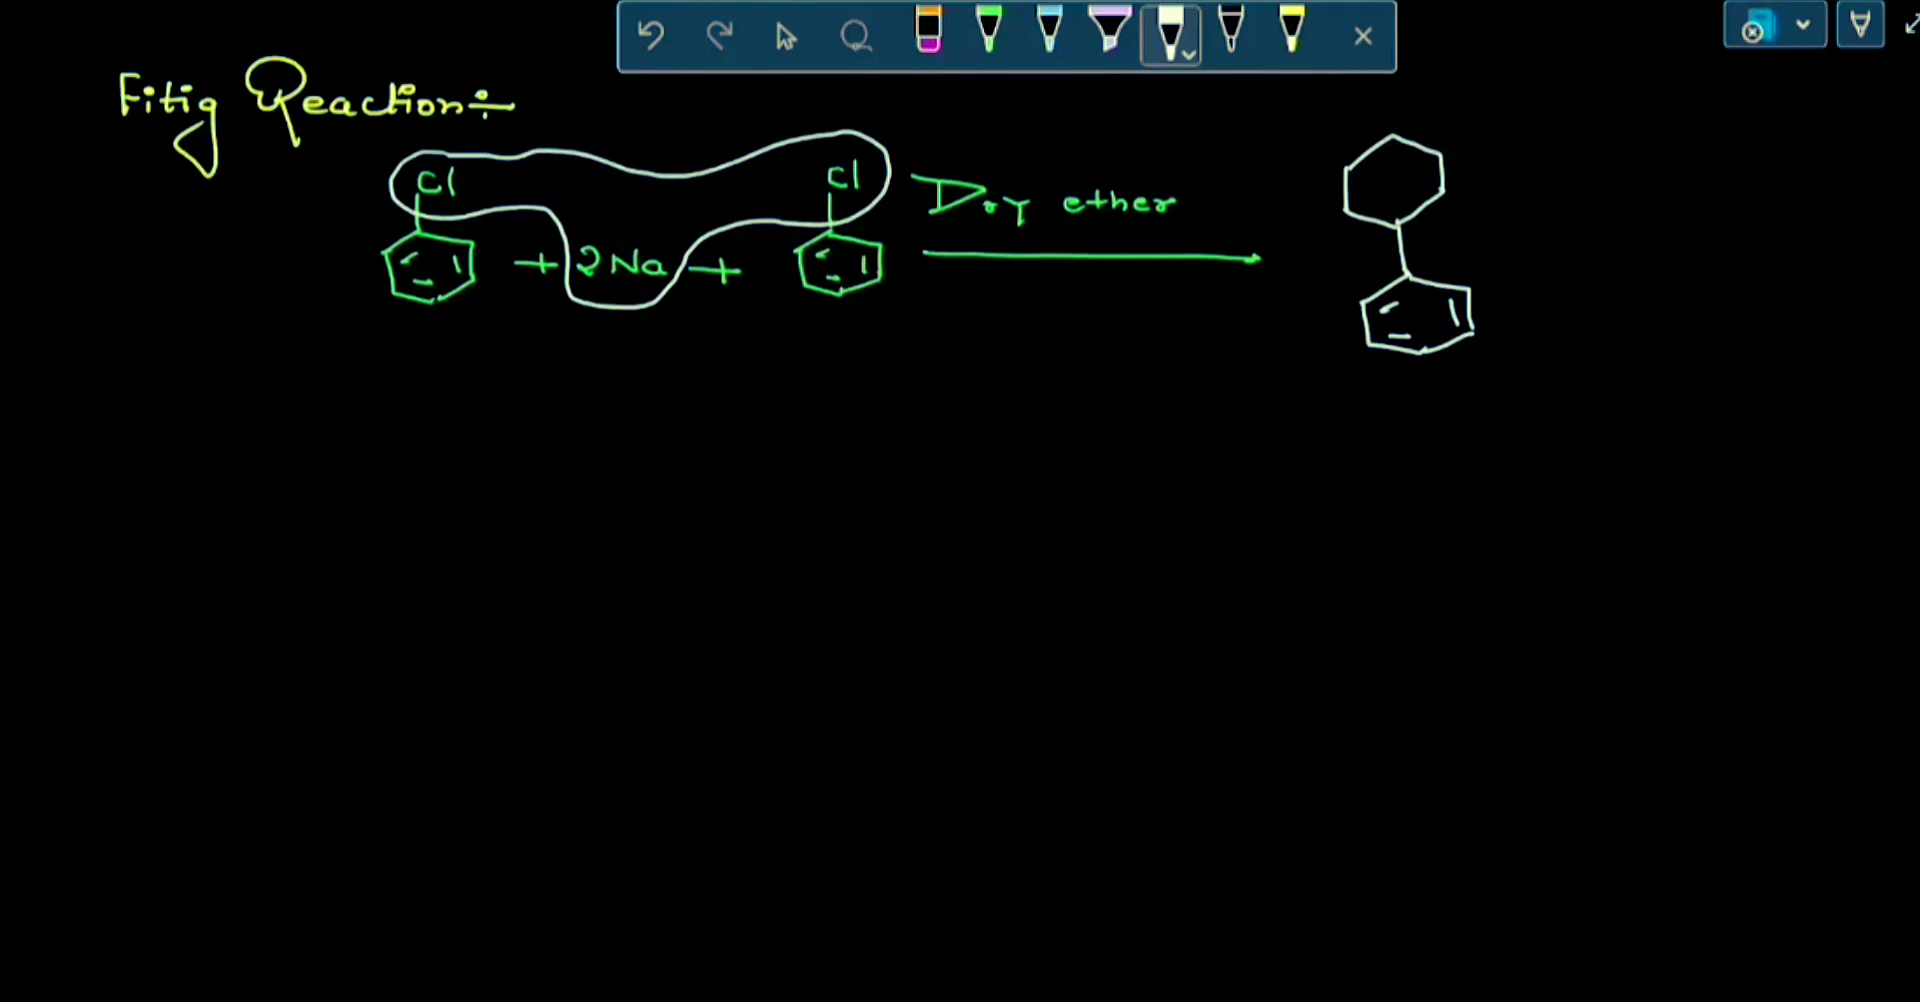 Fitig Reaction÷
Cl + 2Na + Cl Dry ether